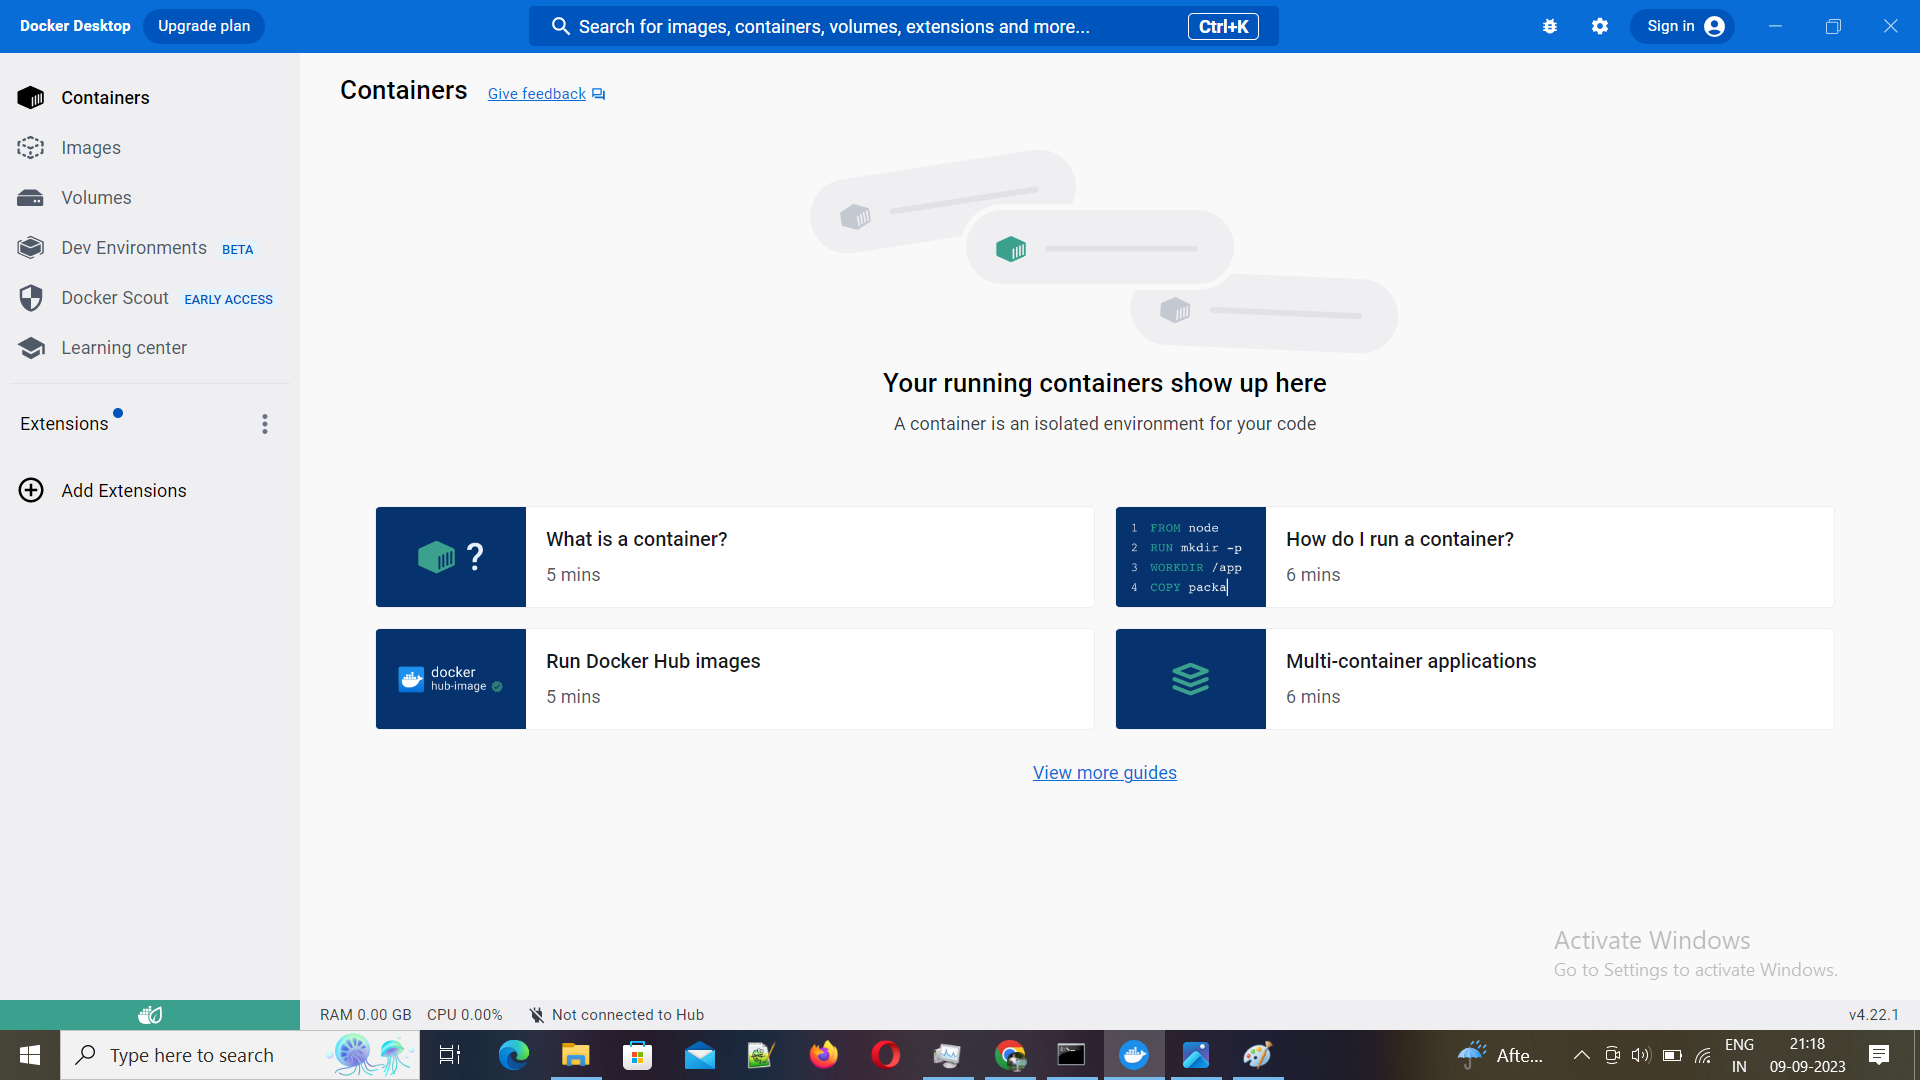 Docker Desktop
Upgrade plan
Search for images, containers, volumes, extensions and more...
Ctrl+K
Sign in
Containers
Images
Volumes
Dev Environments BETA
Docker Scout EARLY ACCESS
Learning center
Extensions
Add Extensions
Containers
Give feedback
Your running containers show up here
A container is an isolated environment for your code
?
What is a container?
5 mins
1 FROM node
2 RUN mkdir -p
3 WORKDIR /app
4 COPY packa
How do I run a container?
6 mins
docker
hub-image
Run Docker Hub images
5 mins
Multi-container applications
6 mins
View more guides
Activate Windows
Go to Settings to activate Windows.
RAM 0.00 GB CPU 0.00% Not connected to Hub
v4.22.1
Type here to search
Afte...
ENG
IN
21:18
09-09-2023